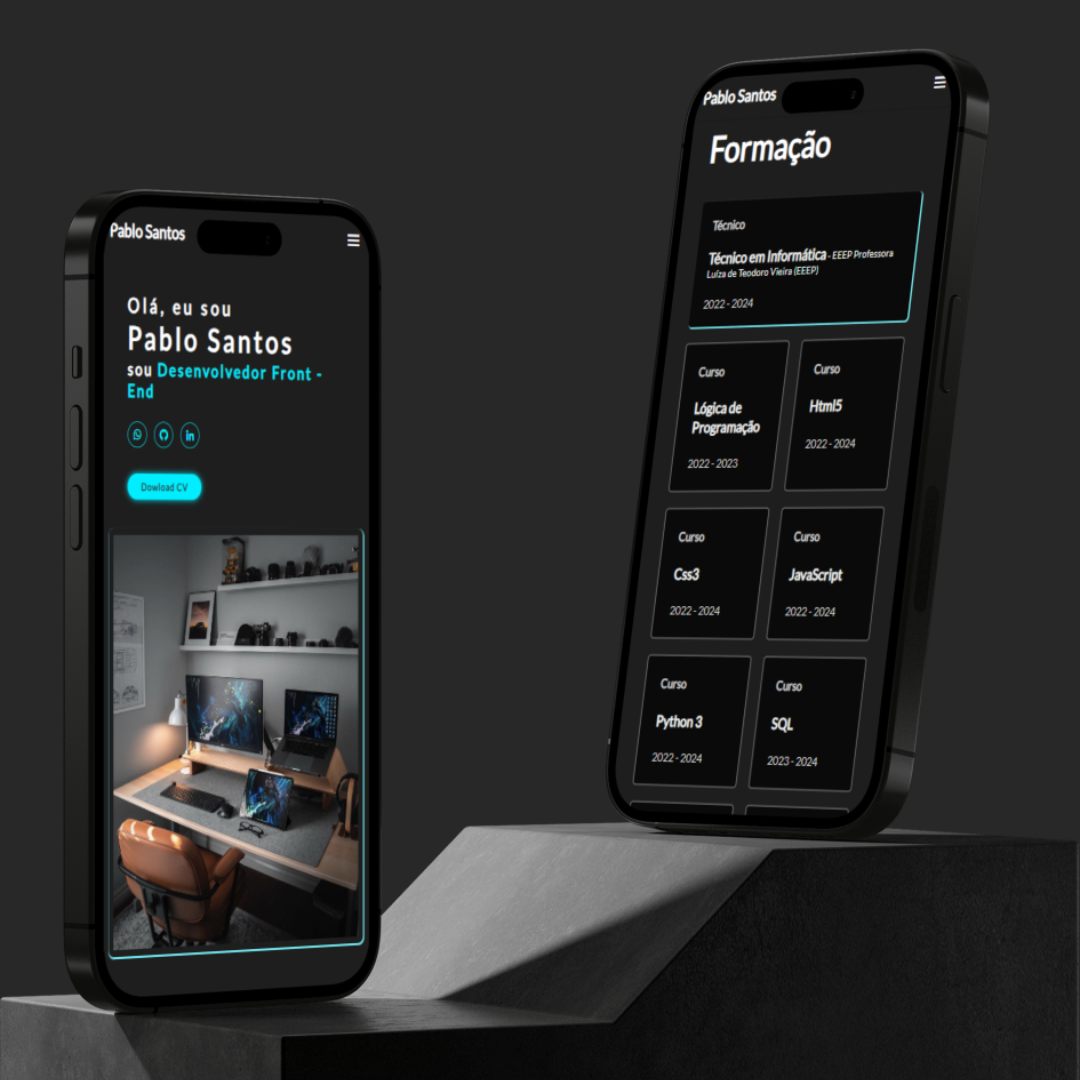 Pablo Santos
Olá, eu sou
Pablo Santos
sou Desenvolvedor Front -
End
Dowload CV
Pablo Santos
Formação
Técnico
Técnico em Informática - EEEP Professora
Luíza de Teodoro Vieira (EEEP)
2022 - 2024
Curso
Lógica de
Programação
2022 - 2023
Curso
Html5
2022 - 2024
Curso
Css3
2022 - 2024
Curso
JavaScript
2022 - 2024
Curso
Python 3
2022 - 2024
Curso
SQL
2023 - 2024